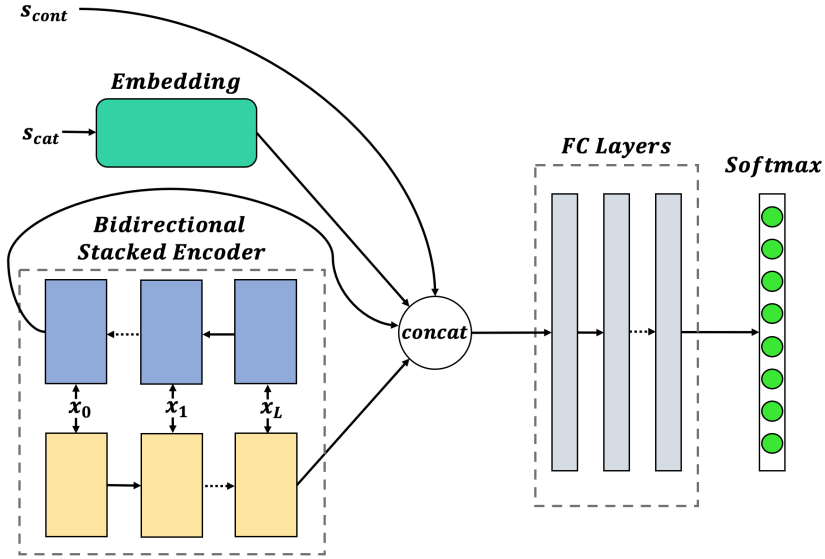 s_cont
Embedding
s_cat
Bidirectional
Stacked Encoder
x_0
x_1
x_L
concat
FC Layers
Softmax